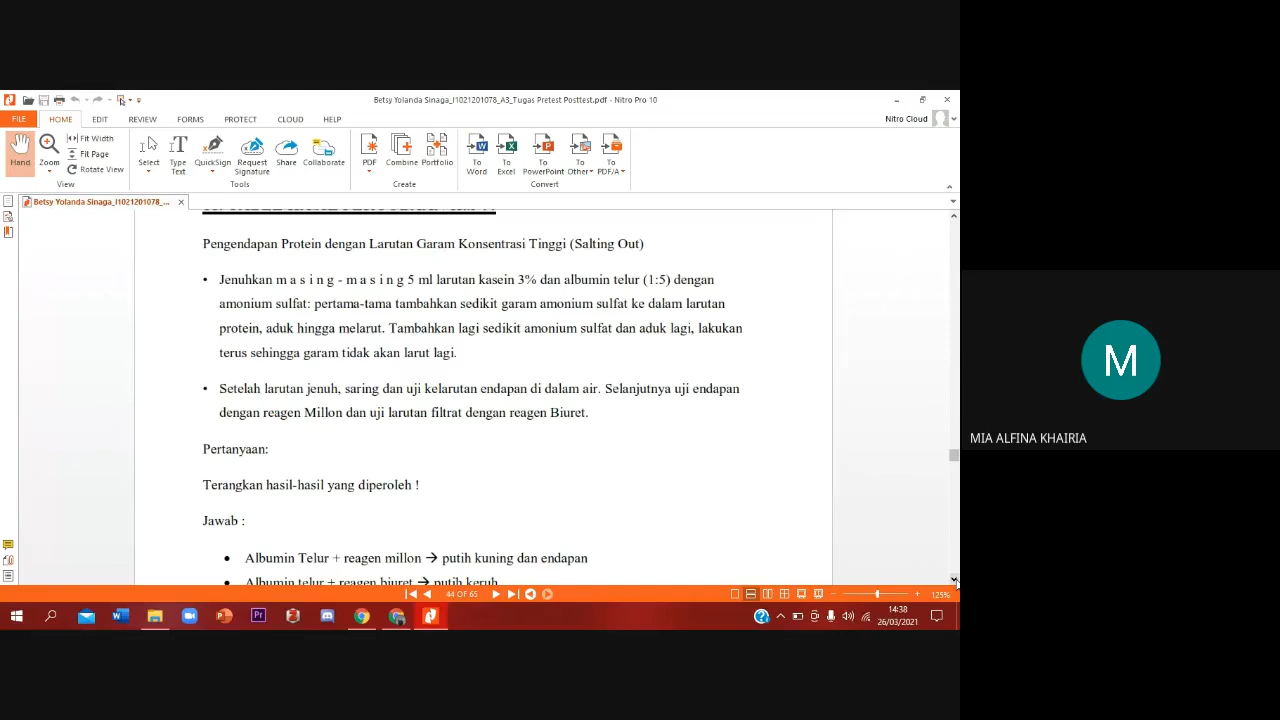 Betsy Yolanda Sinaga_I1021201078_A3_Tugas Pretest Posttest.pdf - Nitro Pro 10
FILE HOME EDIT REVIEW FORMS PROTECT CLOUD HELP Nitro Cloud
Hand
Zoom
Fit Width
Fit Page
Rotate View
View
Select
Type Text
QuickSign
Request Signature
Share
Collaborate
Tools
PDF
Combine
Portfolio
Create
To Word
To Excel
To PowerPoint
To Other
To PDF/A
Convert
Betsy Yolanda Sinaga_I1021201078_...
Pengendapan Protein dengan Larutan Garam Konsentrasi Tinggi (Salting Out)
• Jenuhkan m a s i n g - m a s i n g 5 ml larutan kasein 3% dan albumin telur (1:5) dengan
amonium sulfat: pertama-tama tambahkan sedikit garam amonium sulfat ke dalam larutan
protein, aduk hingga melarut. Tambahkan lagi sedikit amonium sulfat dan aduk lagi, lakukan
terus sehingga garam tidak akan larut lagi.
• Setelah larutan jenuh, saring dan uji kelarutan endapan di dalam air. Selanjutnya uji endapan
dengan reagen Millon dan uji larutan filtrat dengan reagen Biuret.
Pertanyaan:
Terangkan hasil-hasil yang diperoleh !
Jawab :
• Albumin Telur + reagen millon → putih kuning dan endapan
• Albumin telur + reagen biuret → putih keruh
44 OF 65
125%
14:38
26/03/2021
M
MIA ALFINA KHAIRIA